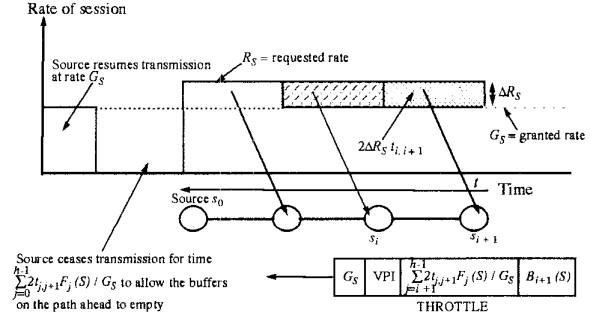 Rate of session
Source resumes transmission
at rate G_S
R_S = requested rate
ΔR_S
2ΔR_S t_{i, i+1}
G_S = granted rate
t
Time
Source s_0
s_i
s_{i+1}
Source ceases transmission for time
\sum_{j=0}^{h-1} 2t_{j,j+1}F_j (S) / G_S to allow the buffers
on the path ahead to empty
G_S VPI \sum_{j=i+1}^{h-1} 2t_{j,j+1}F_j (S) / G_S B_{i+1} (S)
THROTTLE